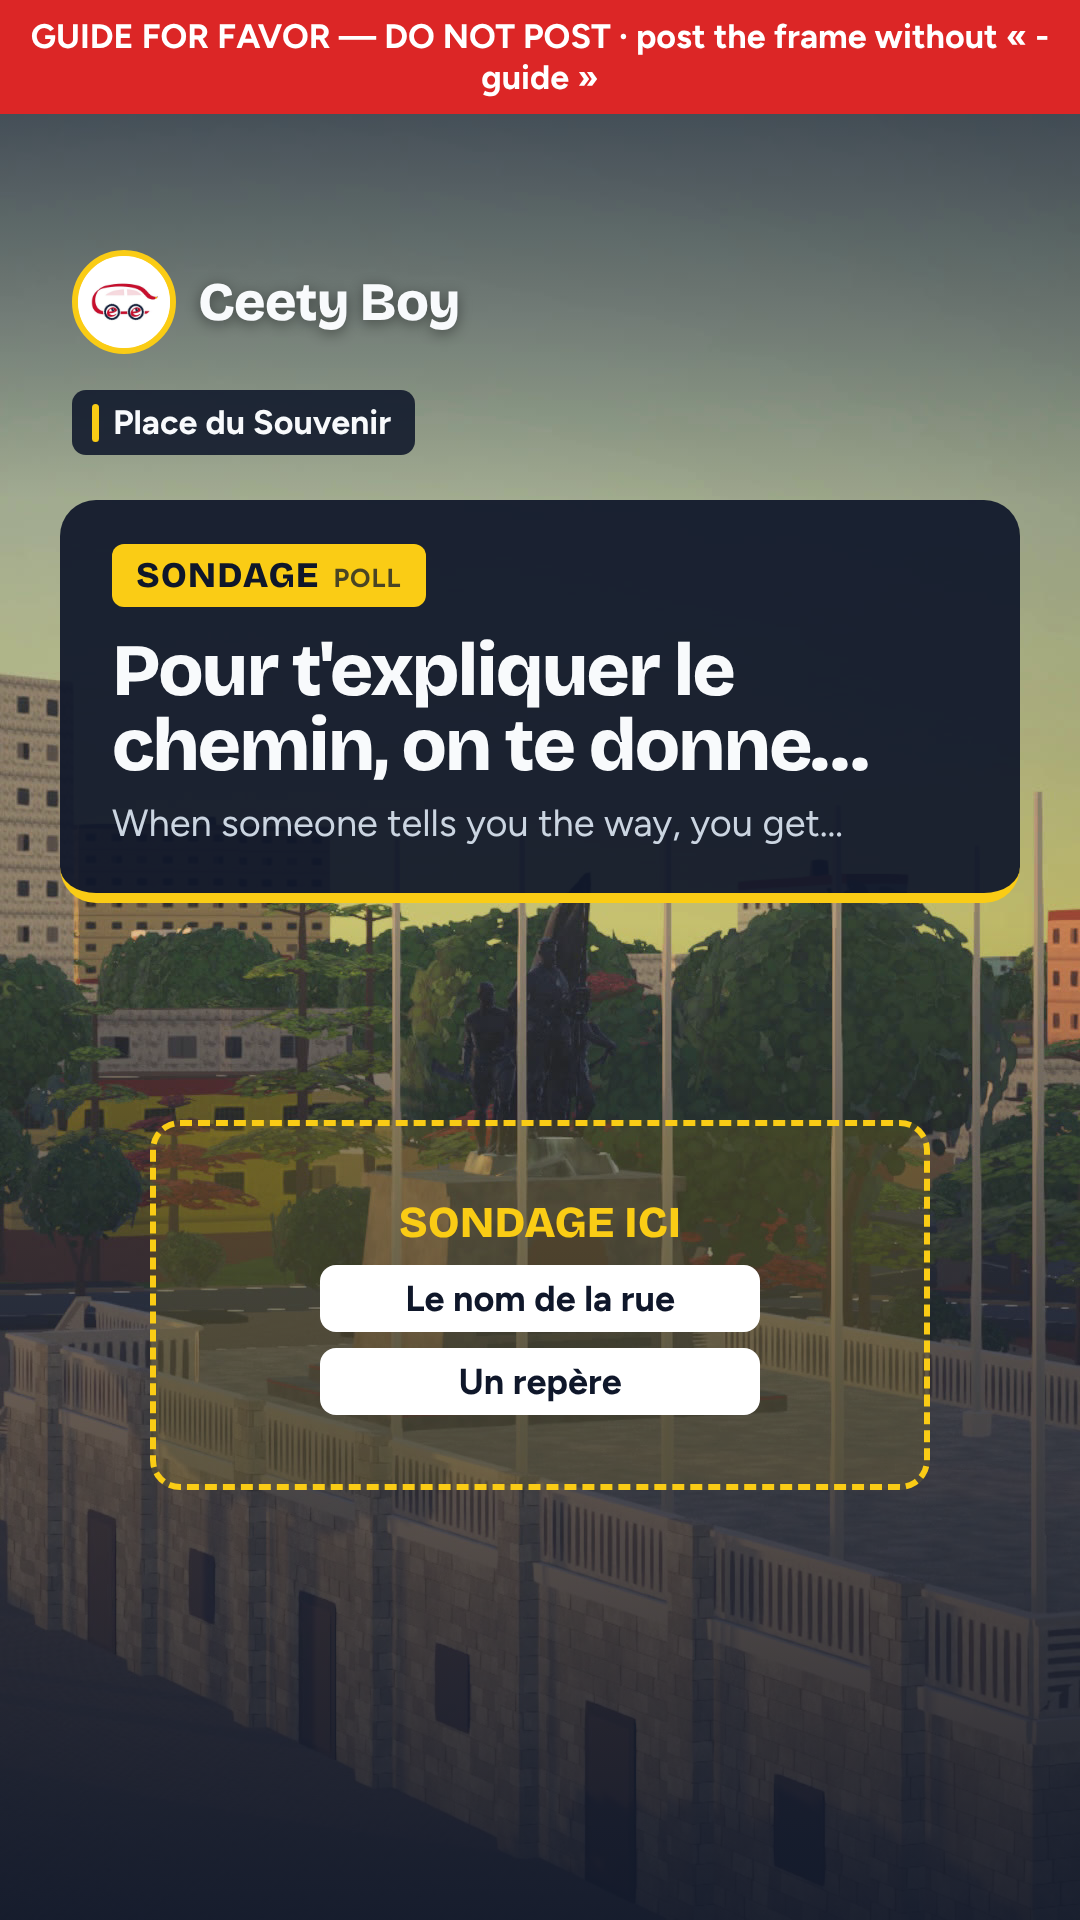 GUIDE FOR FAVOR — DO NOT POST · post the frame without « -
guide »
Ceety Boy
Place du Souvenir
SONDAGE POLL
Pour t'expliquer le
chemin, on te donne...
When someone tells you the way, you get...
SONDAGE ICI
Le nom de la rue
Un repère